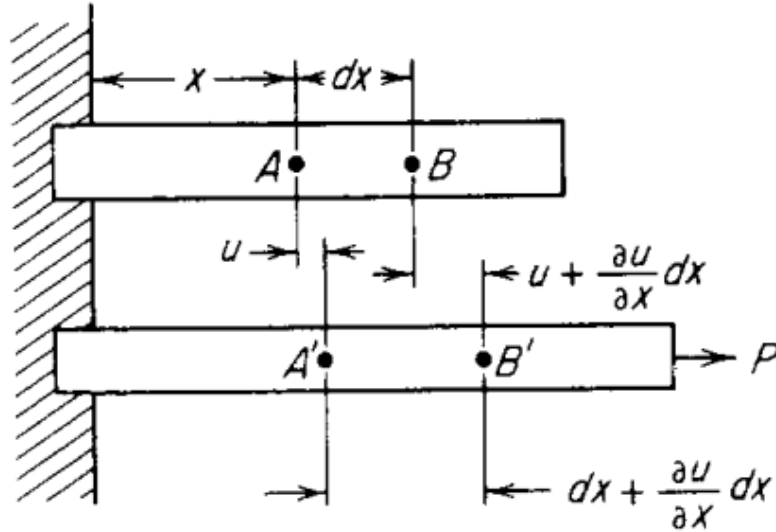 x dx
A B
u u + ∂u/∂x dx
A' B' P
dx + ∂u/∂x dx